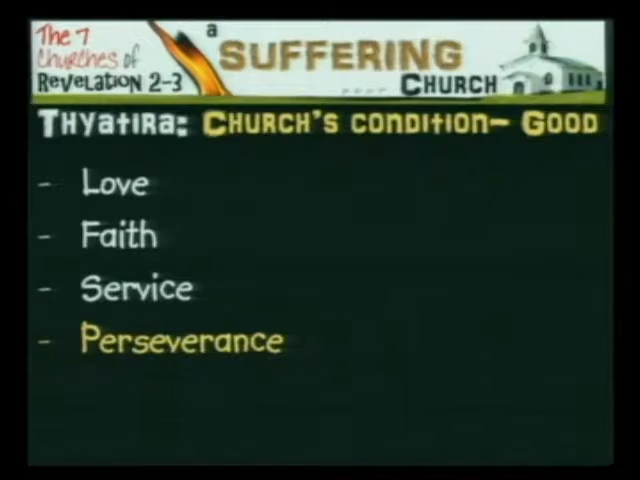 The 7
Churches of
Revelation 2-3
a
SUFFERING
CHURCH
Thyatira: Church's condition- Good
- Love
- Faith
- Service
- Perseverance